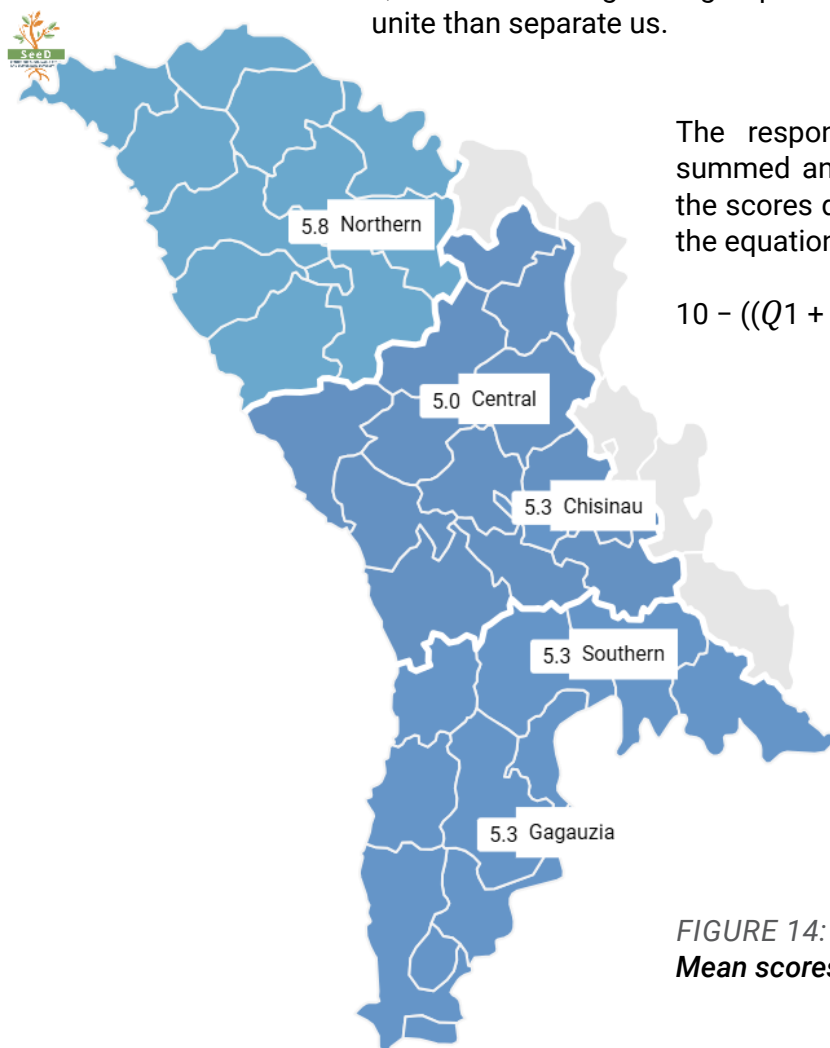 unite than separate us.
SeeD
The respon
summed an
the scores o
the equation
10 − ((Q1 +
5.8 Northern
5.0 Central
5.3 Chisinau
5.3 Southern
5.3 Gagauzia
FIGURE 14:
Mean scores